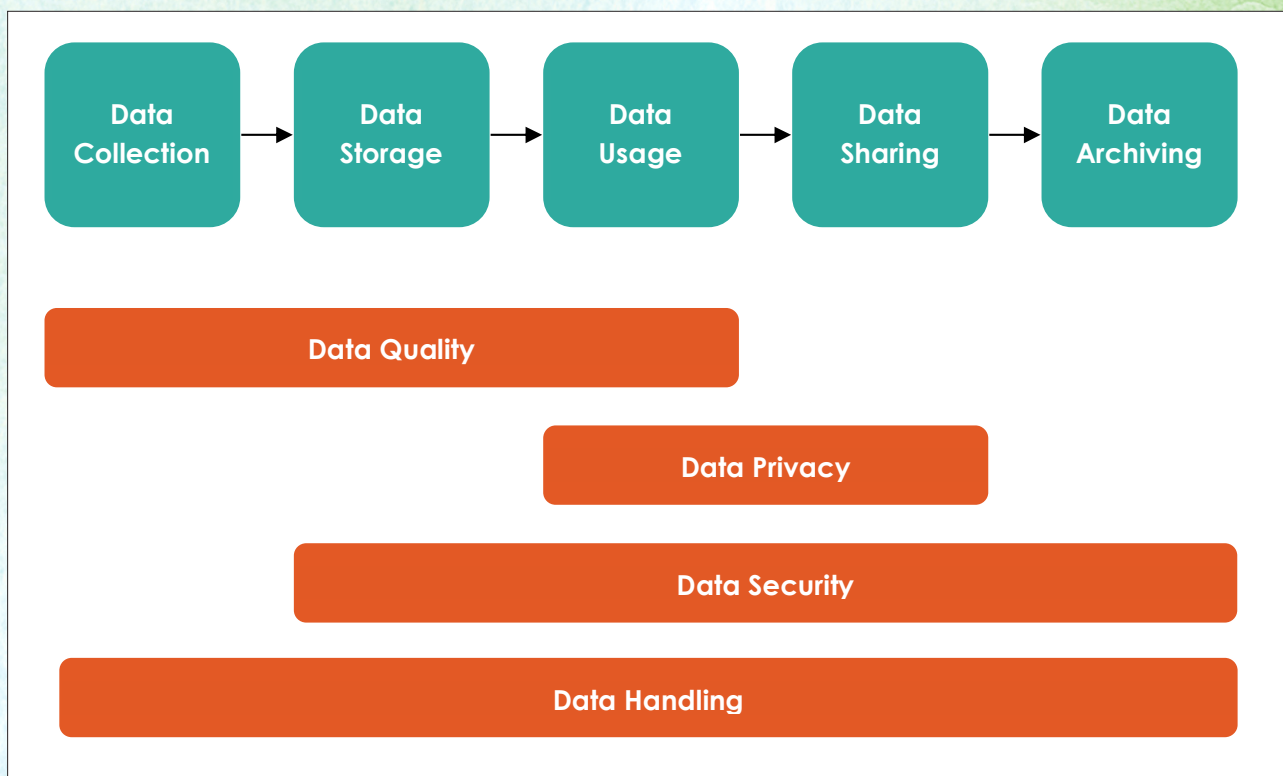 Data
Collection
Data
Storage
Data
Usage
Data
Sharing
Data
Archiving
Data Quality
Data Privacy
Data Security
Data Handling